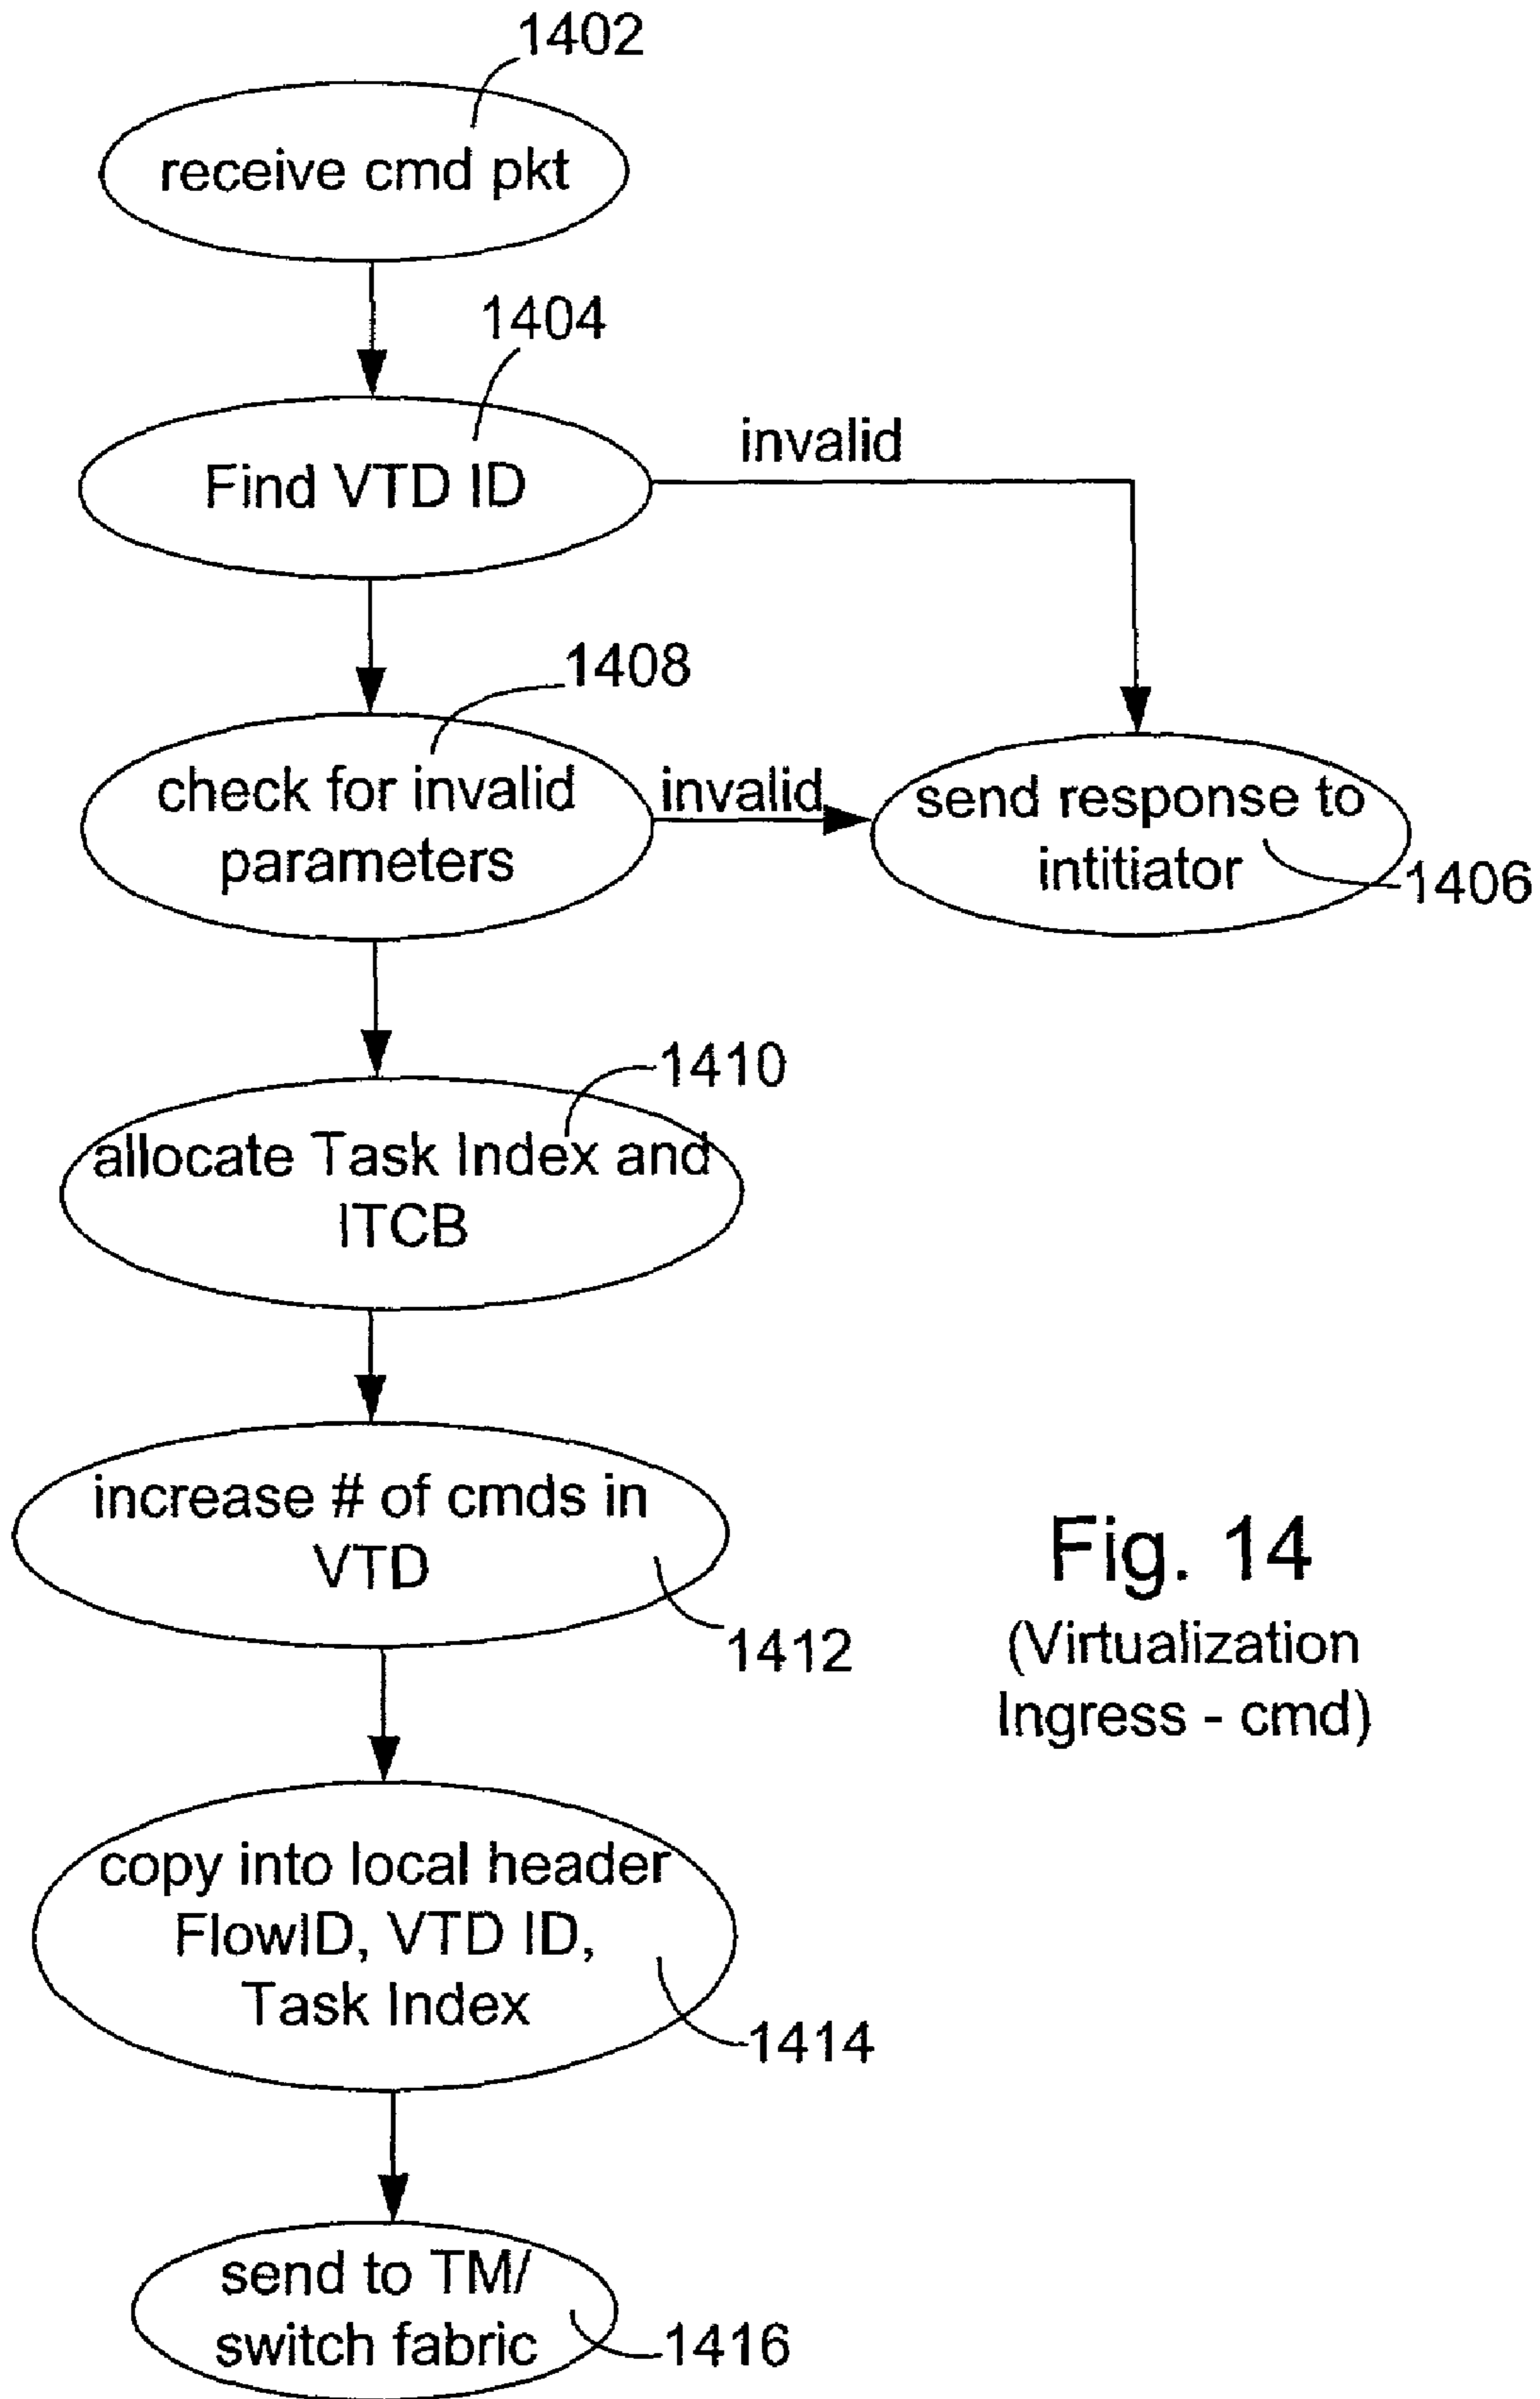 1402
receive cmd pkt
1404
Find VTD ID
invalid
1408
check for invalid
parameters
invalid
send response to
intitiator
1406
1410
allocate Task Index and
ITCB
increase # of cmds in
VTD
1412
Fig. 14
(Virtualization
Ingress - cmd)
copy into local header
FlowID, VTD ID,
Task Index
1414
send to TM/
switch fabric
1416